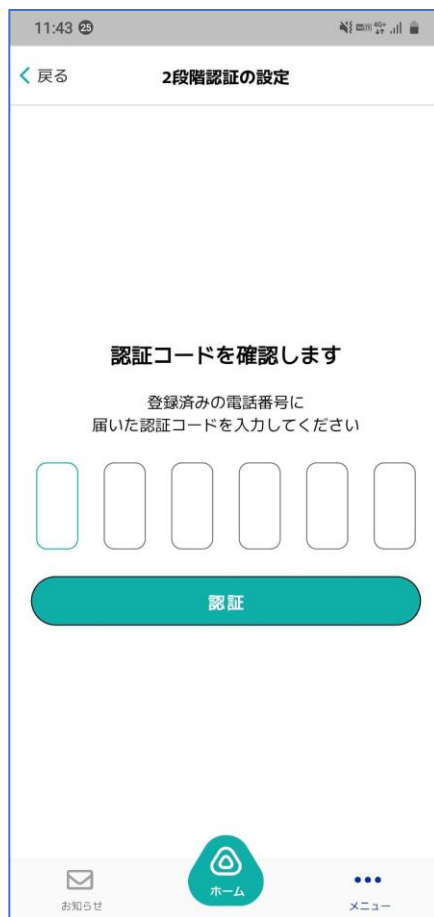 11:43 25
戻る
2段階認証の設定
認証コードを確認します
登録済みの電話番号に
届いた認証コードを入力してください
認証
お知らせ
ホーム
メニュー